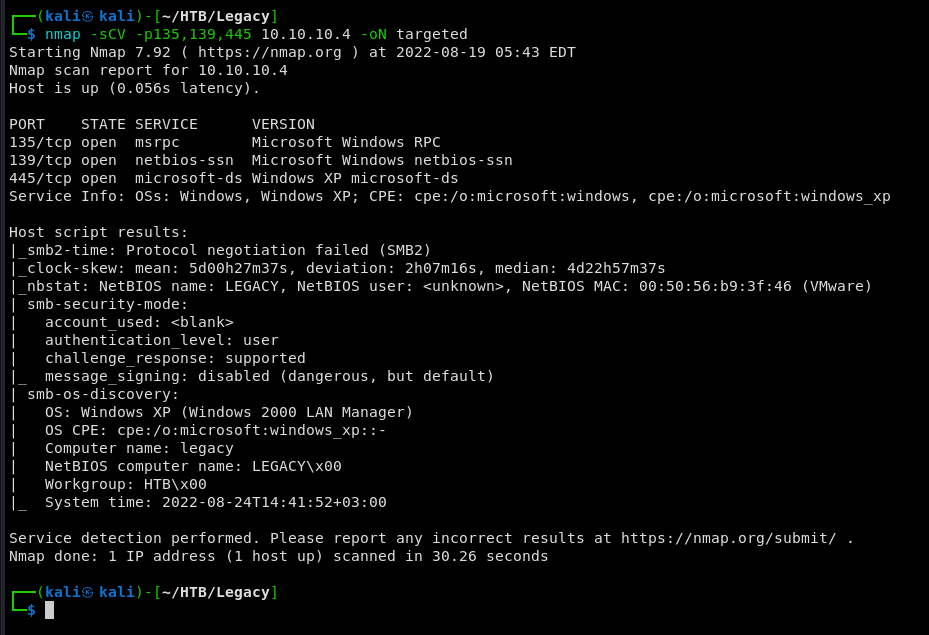 ┌──(kali㉿kali)-[~/HTB/Legacy]
└─$ nmap -sCV -p135,139,445 10.10.10.4 -oN targeted
Starting Nmap 7.92 ( https://nmap.org ) at 2022-08-19 05:43 EDT
Nmap scan report for 10.10.10.4
Host is up (0.056s latency).

PORT    STATE SERVICE      VERSION
135/tcp open  msrpc        Microsoft Windows RPC
139/tcp open  netbios-ssn  Microsoft Windows netbios-ssn
445/tcp open  microsoft-ds Windows XP microsoft-ds
Service Info: OSs: Windows, Windows XP; CPE: cpe:/o:microsoft:windows, cpe:/o:microsoft:windows_xp

Host script results:
|_smb2-time: Protocol negotiation failed (SMB2)
|_clock-skew: mean: 5d00h27m37s, deviation: 2h07m16s, median: 4d22h57m37s
|_nbstat: NetBIOS name: LEGACY, NetBIOS user: <unknown>, NetBIOS MAC: 00:50:56:b9:3f:46 (VMware)
| smb-security-mode:
|   account_used: <blank>
|   authentication_level: user
|   challenge_response: supported
|_  message_signing: disabled (dangerous, but default)
| smb-os-discovery:
|   OS: Windows XP (Windows 2000 LAN Manager)
|   OS CPE: cpe:/o:microsoft:windows_xp::-
|   Computer name: legacy
|   NetBIOS computer name: LEGACY\x00
|   Workgroup: HTB\x00
|_  System time: 2022-08-24T14:41:52+03:00

Service detection performed. Please report any incorrect results at https://nmap.org/submit/ .
Nmap done: 1 IP address (1 host up) scanned in 30.26 seconds

┌──(kali㉿kali)-[~/HTB/Legacy]
└─$